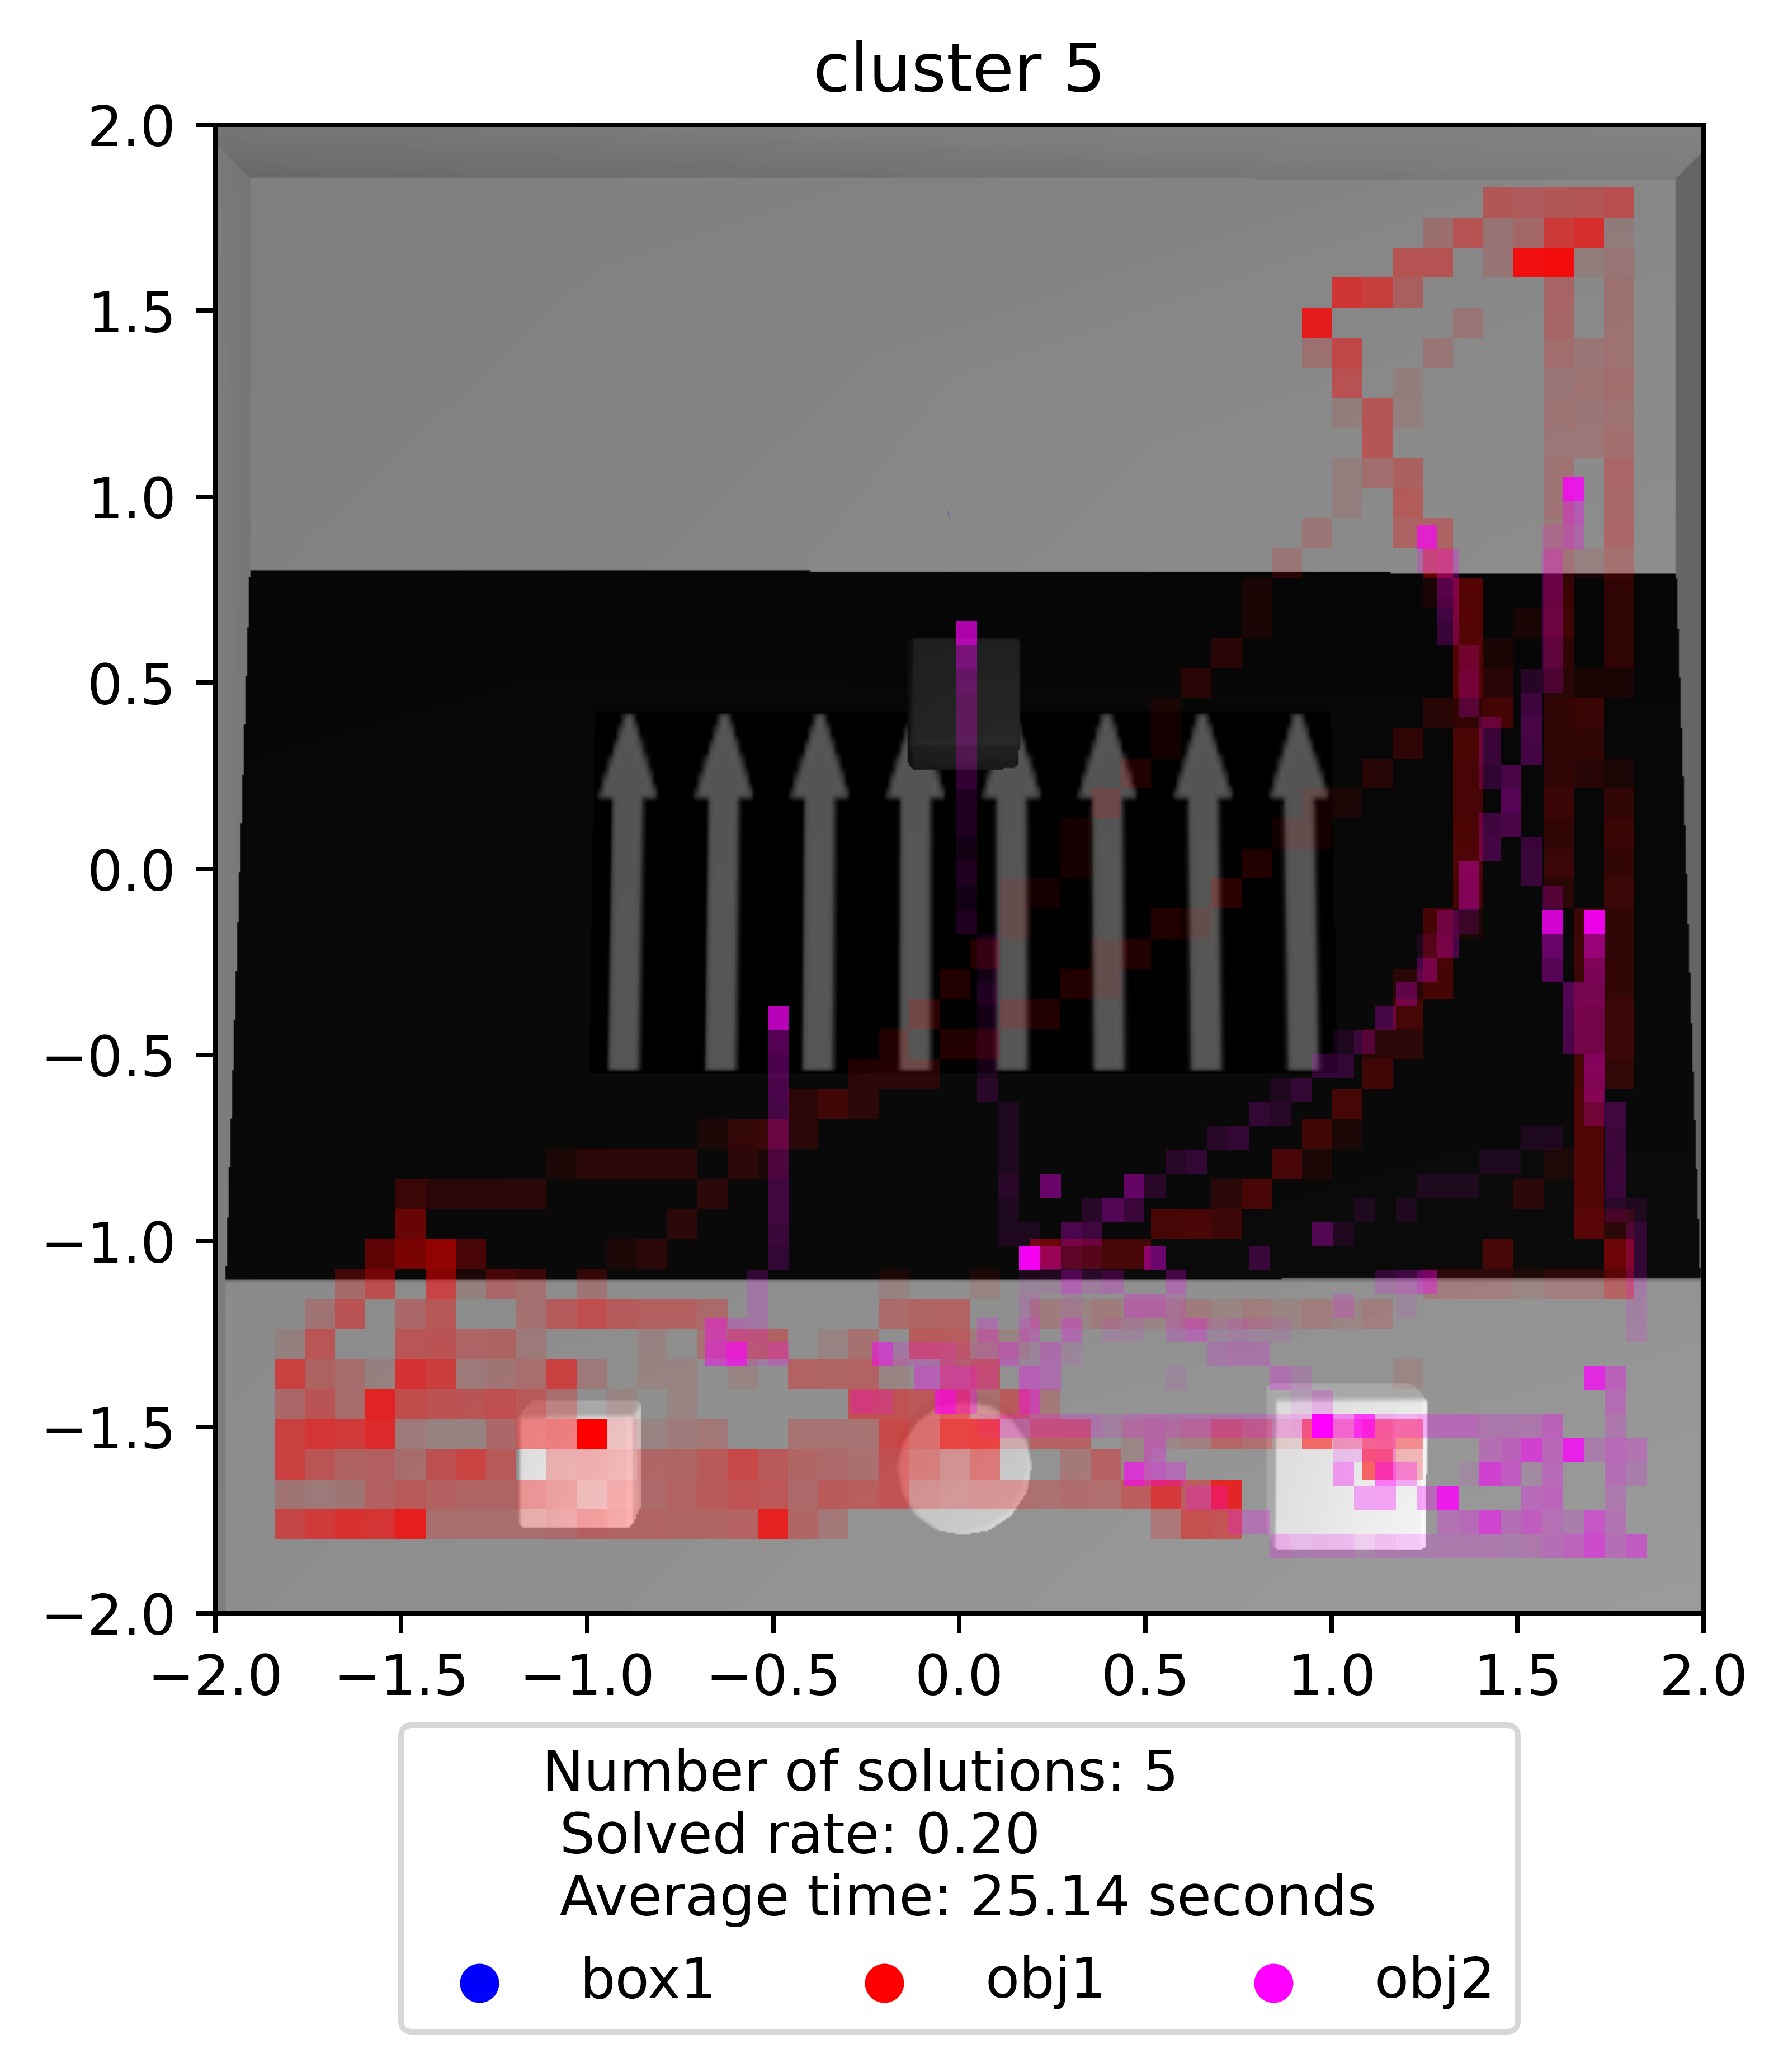 cluster 5
2.0
1.5
1.0
0.5
0.0
−0.5
−1.0
−1.5
−2.0
−2.0 −1.5 −1.0 −0.5 0.0 0.5 1.0 1.5 2.0
Number of solutions: 5
Solved rate: 0.20
Average time: 25.14 seconds
box1 obj1 obj2